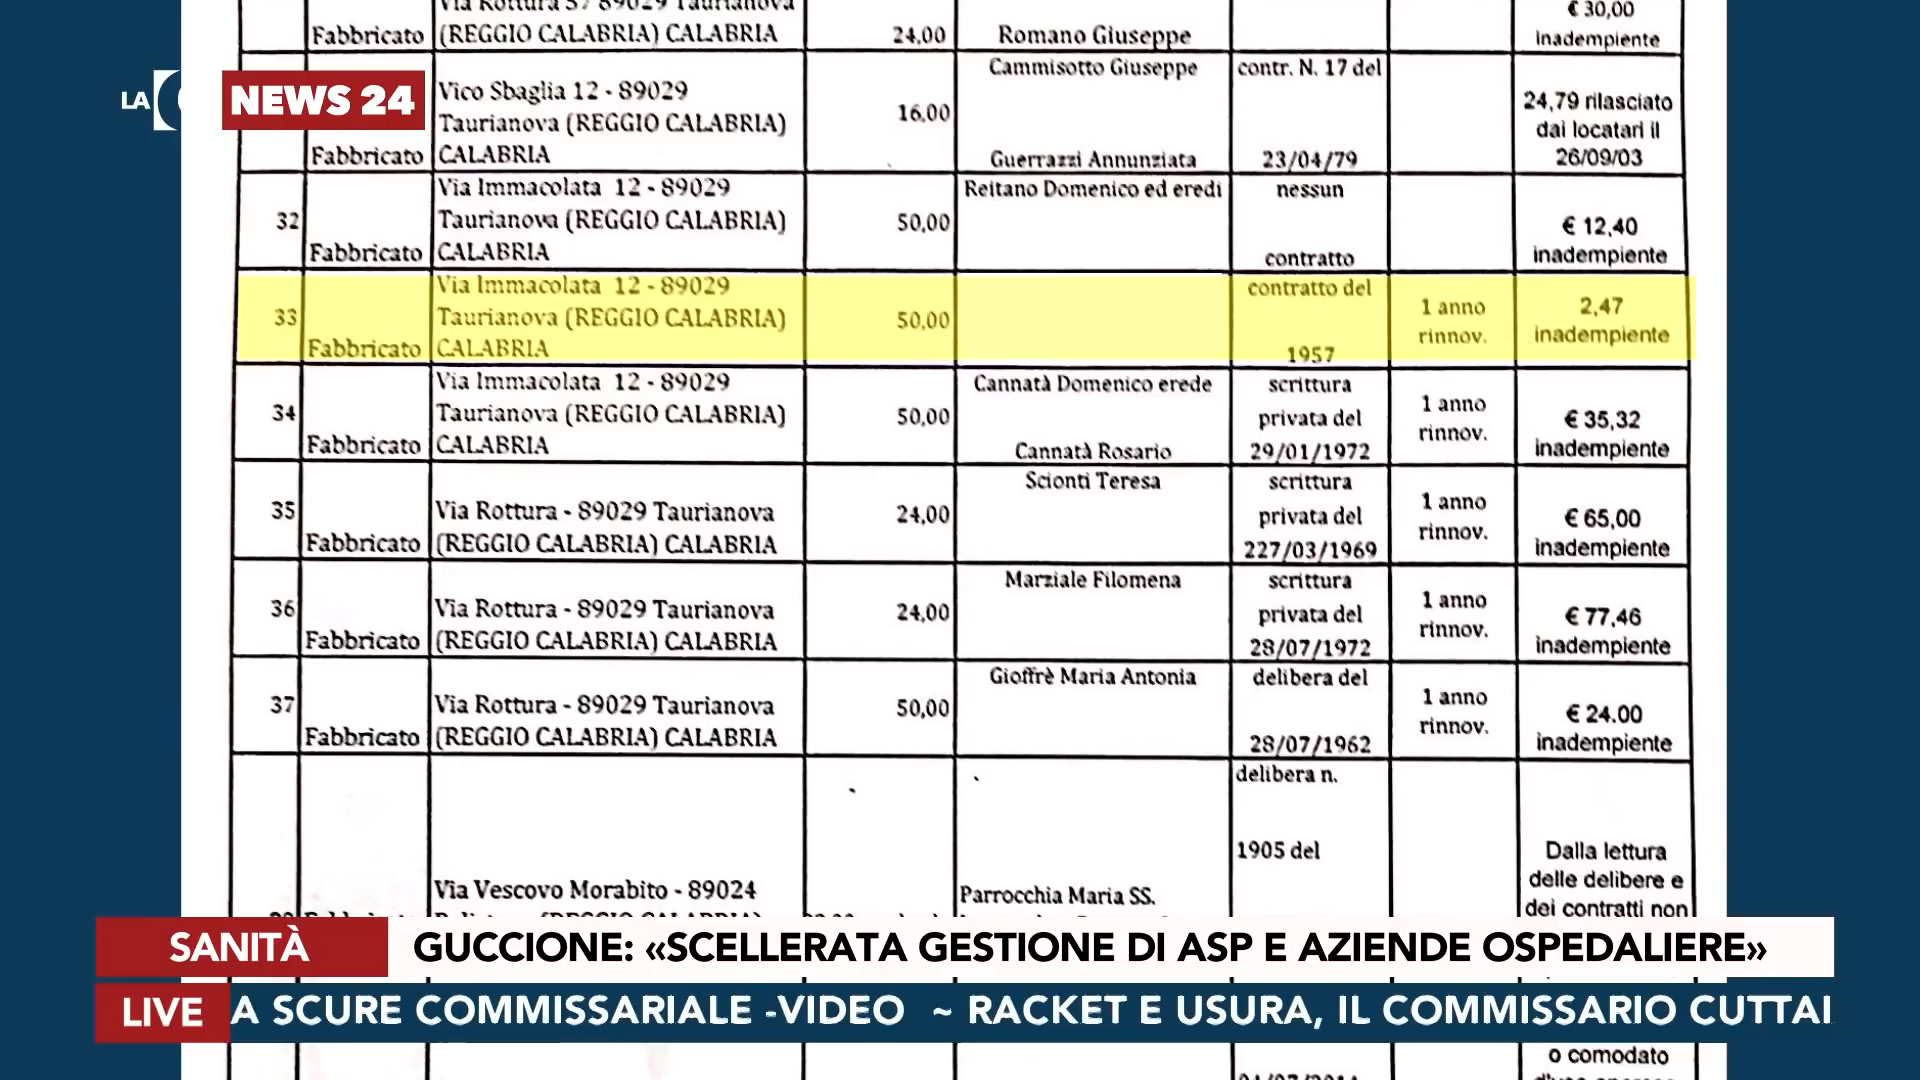 Via Rottura 57 89029 Taurianova
Fabbricato (REGGIO CALABRIA) CALABRIA 24,00 Romano Giuseppe € 30,00 inadempiente
LA C NEWS 24
Vico Sbaglia 12 - 89029
Taurianova (REGGIO CALABRIA)
Fabbricato CALABRIA 16,00
Cammisotto Giuseppe
Guerrazzi Annunziata
contr. N. 17 del
23/04/79
24,79 rilasciato
dai locatari il
26/09/03
32 Fabbricato
Via Immacolata 12 - 89029
Taurianova (REGGIO CALABRIA)
CALABRIA
50,00
Reitano Domenico ed eredi
nessun
contratto
€ 12,40
inadempiente
33 Fabbricato
Via Immacolata 12 - 89029
Taurianova (REGGIO CALABRIA)
CALABRIA
50,00
contratto del
1957
1 anno
rinnov.
2,47
inadempiente
34 Fabbricato
Via Immacolata 12 - 89029
Taurianova (REGGIO CALABRIA)
CALABRIA
50,00
Cannatà Domenico erede
Cannatà Rosario
scrittura
privata del
29/01/1972
1 anno
rinnov.
€ 35,32
inadempiente
35 Fabbricato
Via Rottura - 89029 Taurianova
(REGGIO CALABRIA) CALABRIA
24,00
Scionti Teresa
scrittura
privata del
227/03/1969
1 anno
rinnov.
€ 65,00
inadempiente
36 Fabbricato
Via Rottura - 89029 Taurianova
(REGGIO CALABRIA) CALABRIA
24,00
Marziale Filomena
scrittura
privata del
28/07/1972
1 anno
rinnov.
€ 77,46
inadempiente
37 Fabbricato
Via Rottura - 89029 Taurianova
(REGGIO CALABRIA) CALABRIA
50,00
Gioffrè Maria Antonia
delibera del
28/07/1962
1 anno
rinnov.
€ 24.00
inadempiente
Via Vescovo Morabito - 89024
Parrocchia Maria SS.
delibera n.
1905 del
Dalla lettura
delle delibere e
dei contratti non
SANITÀ GUCCIONE: «SCELLERATA GESTIONE DI ASP E AZIENDE OSPEDALIERE»
LIVE A SCURE COMMISSARIALE -VIDEO ~ RACKET E USURA, IL COMMISSARIO CUTTAI
o comodato